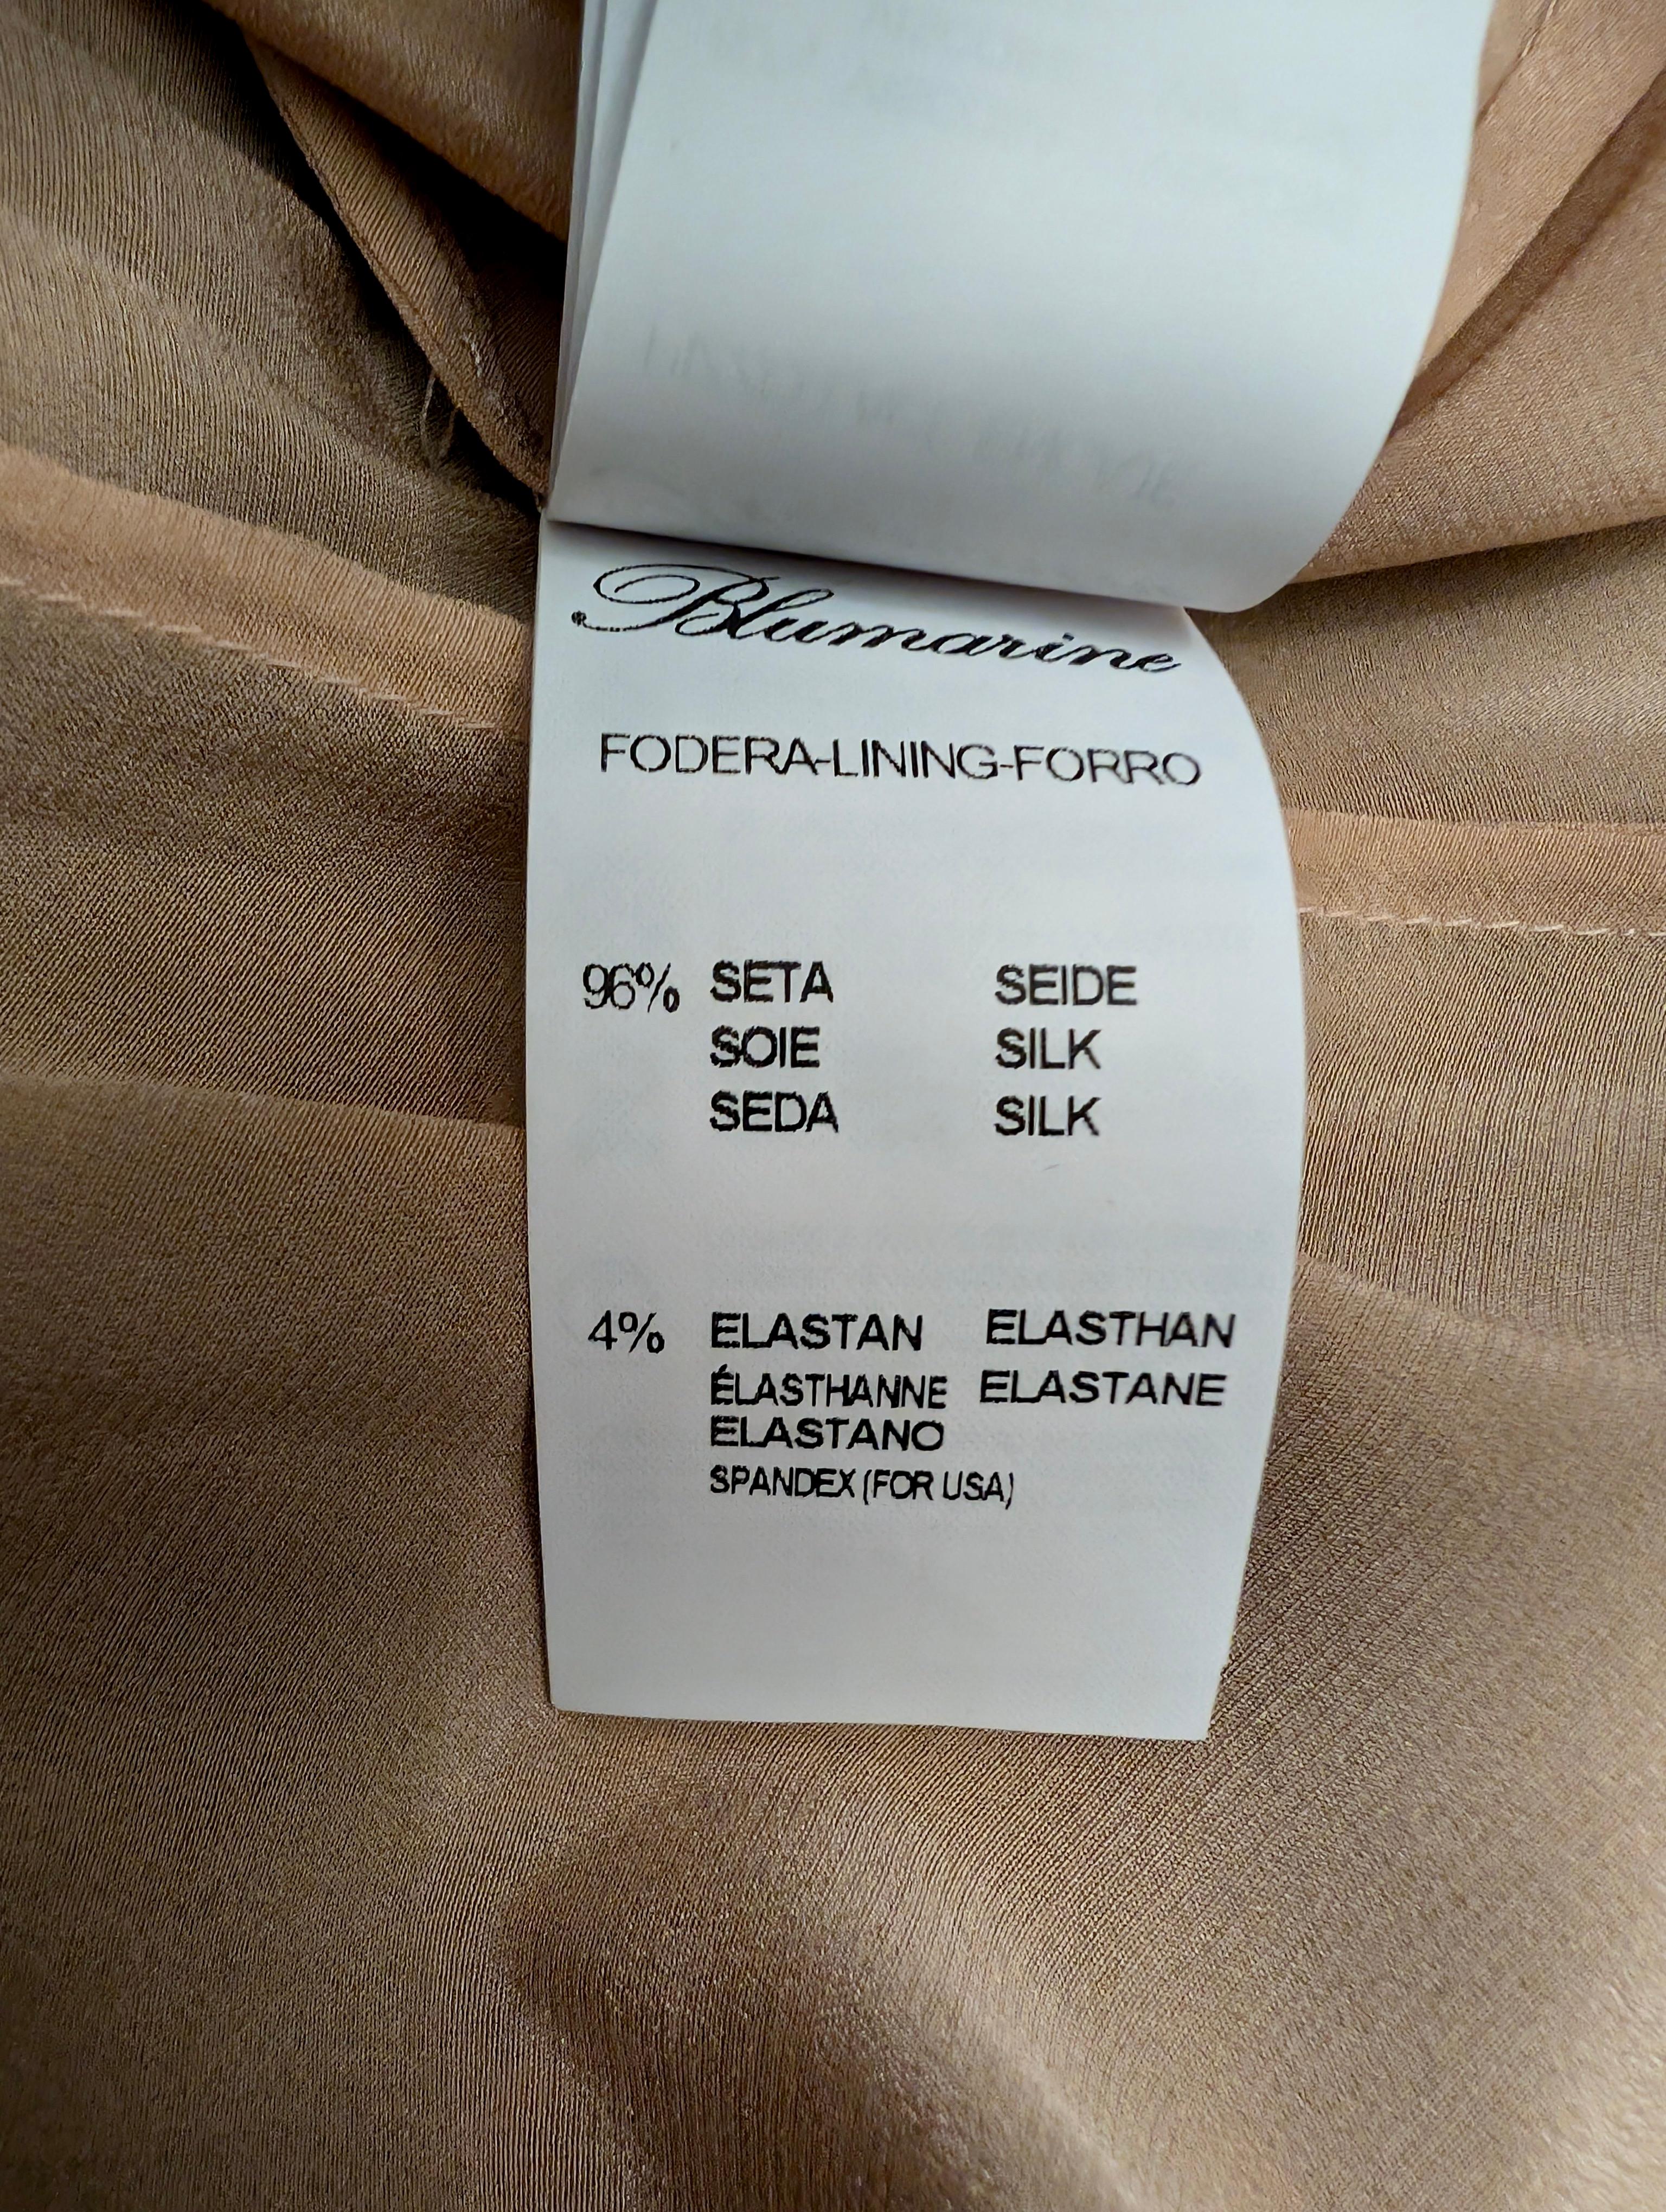 Blumarine
FODERA-LINING-FORRO
96% SETA SEIDE
SOIE SILK
SEDA SILK
4% ELASTAN ELASTHAN
ÉLASTHANNE ELASTANE
ELASTANO
SPANDEX (FOR USA)